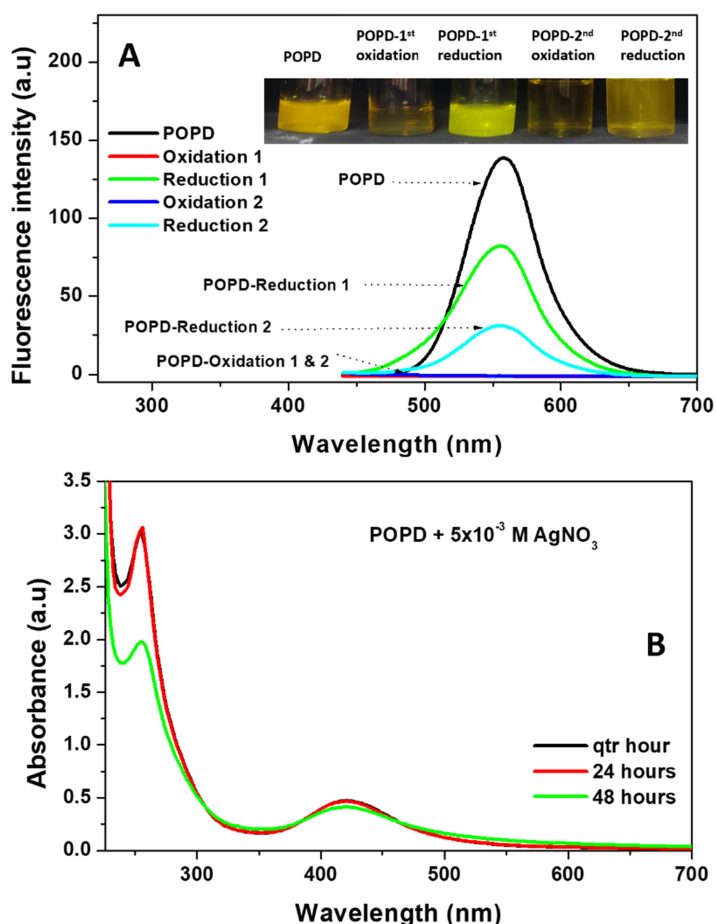 A
POPD
POPD-1st oxidation
POPD-1st reduction
POPD-2nd oxidation
POPD-2nd reduction
POPD
Oxidation 1
Reduction 1
Oxidation 2
Reduction 2
POPD
POPD-Reduction 1
POPD-Reduction 2
POPD-Oxidation 1 & 2
Fluorescence intensity (a.u)
200
150
100
50
0
300 400 500 600 700
Wavelength (nm)
POPD + 5x10-3 M AgNO3
B
qtr hour
24 hours
48 hours
Absorbance (a.u)
3.5
3.0
2.5
2.0
1.5
1.0
0.5
0.0
300 400 500 600 700
Wavelength (nm)